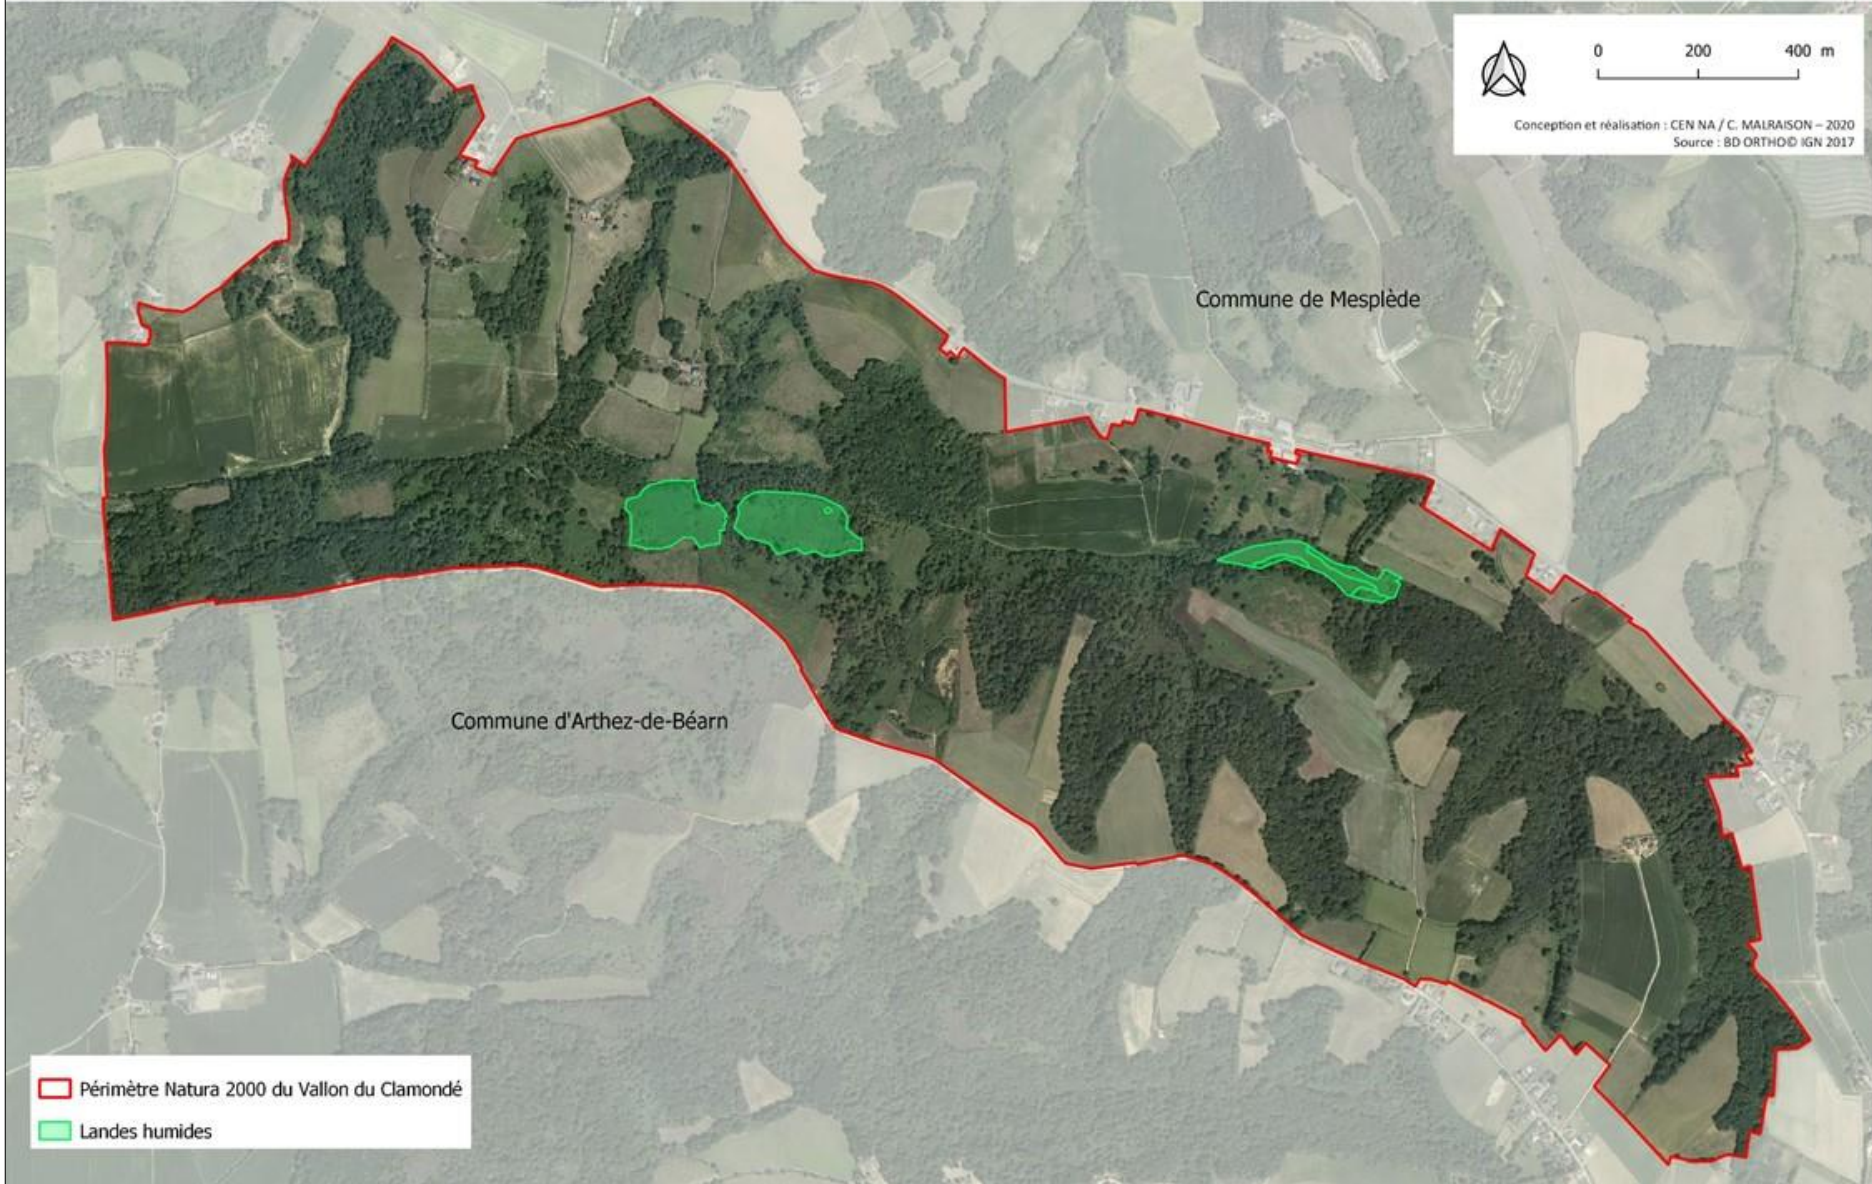 0 200 400 m
Conception et réalisation : CEN NA / C. MALRAISON – 2020
Source : BD ORTHO© IGN 2017
Commune de Mesplède
Commune d'Arthez-de-Béarn
Périmètre Natura 2000 du Vallon du Clamondé
Landes humides